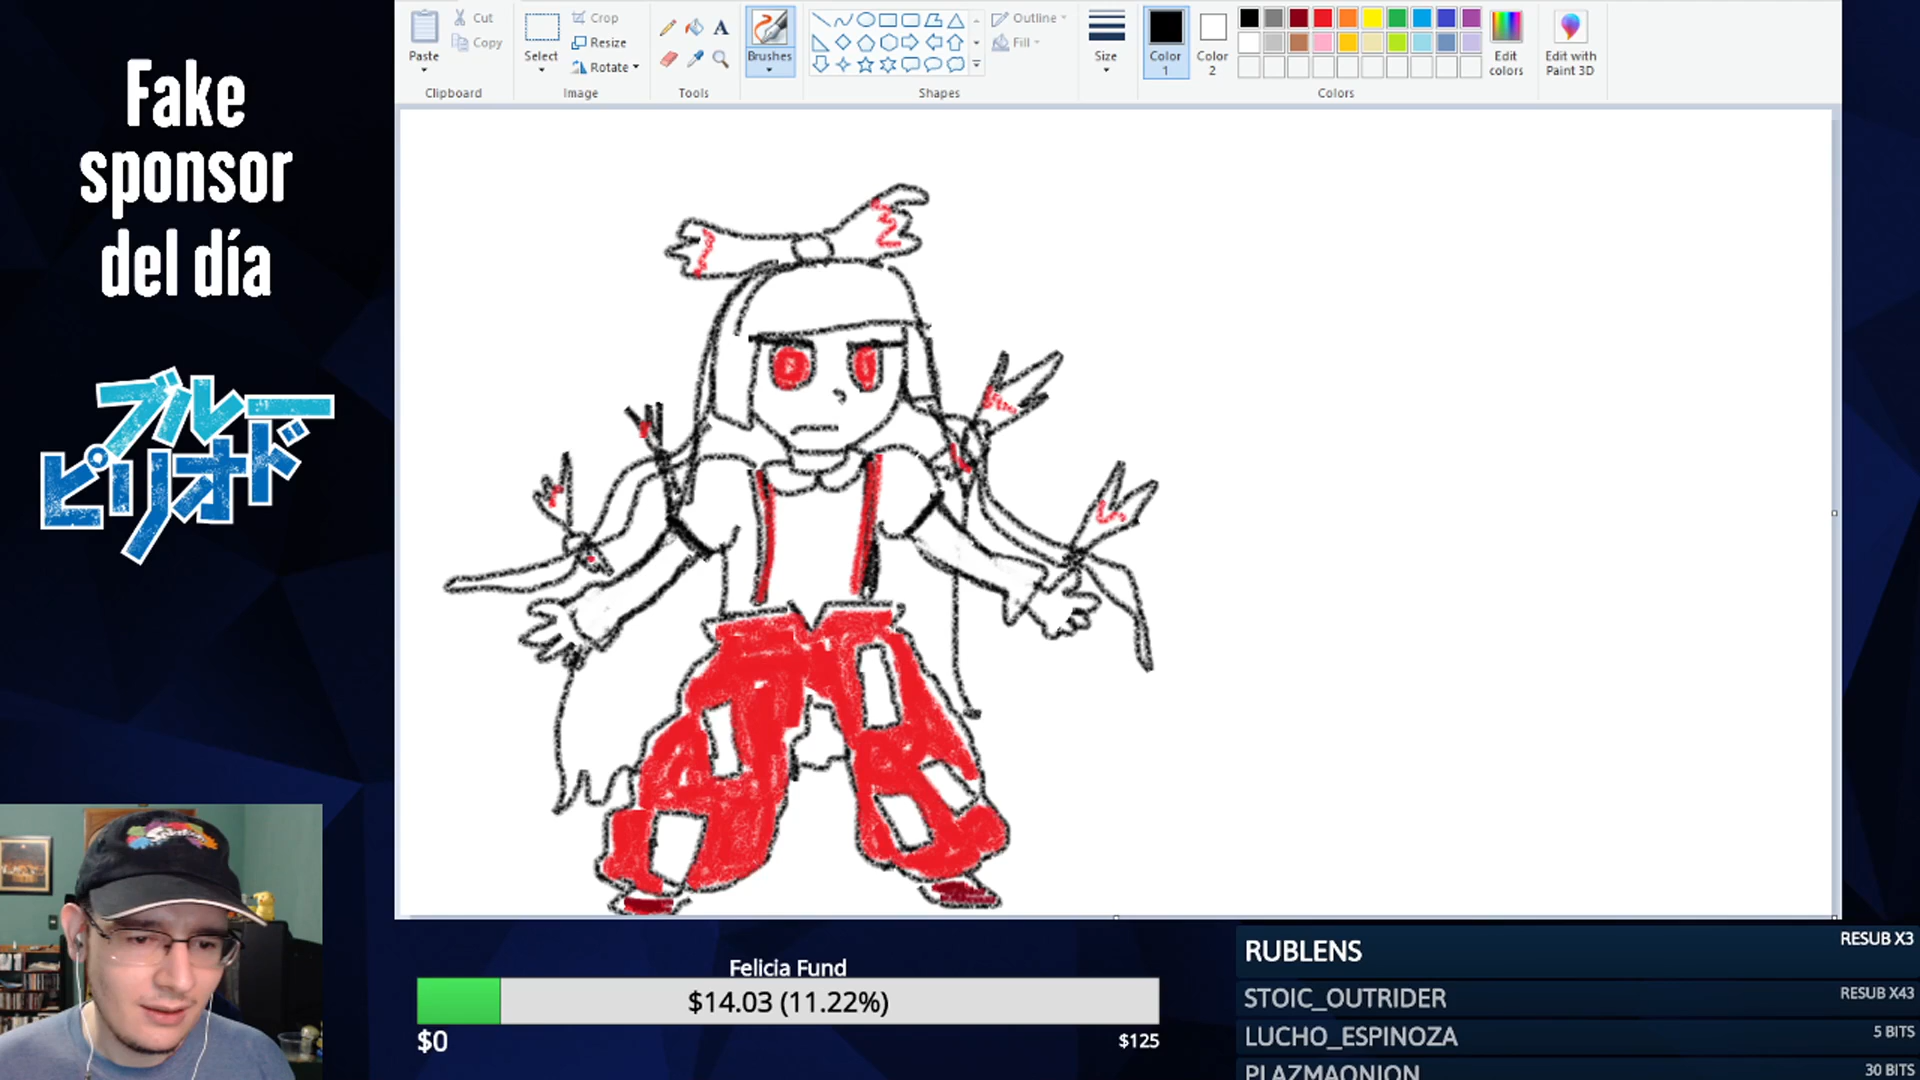 Fake
sponsor
del día
ブルー
ピリオド
Paste
Cut
Copy
Clipboard
Select
Crop
Resize
Rotate
Image
A
Tools
Brushes
Shapes
Outline
Fill
Size
Color
1
Color
2
Edit
colors
Edit with
Paint 3D
Colors
Felicia Fund
$14.03 (11.22%)
$0
$125
RUBLENS
RESUB X3
STOIC_OUTRIDER
RESUB X43
LUCHO_ESPINOZA
5 BITS
PLAZMAONION
30 BITS